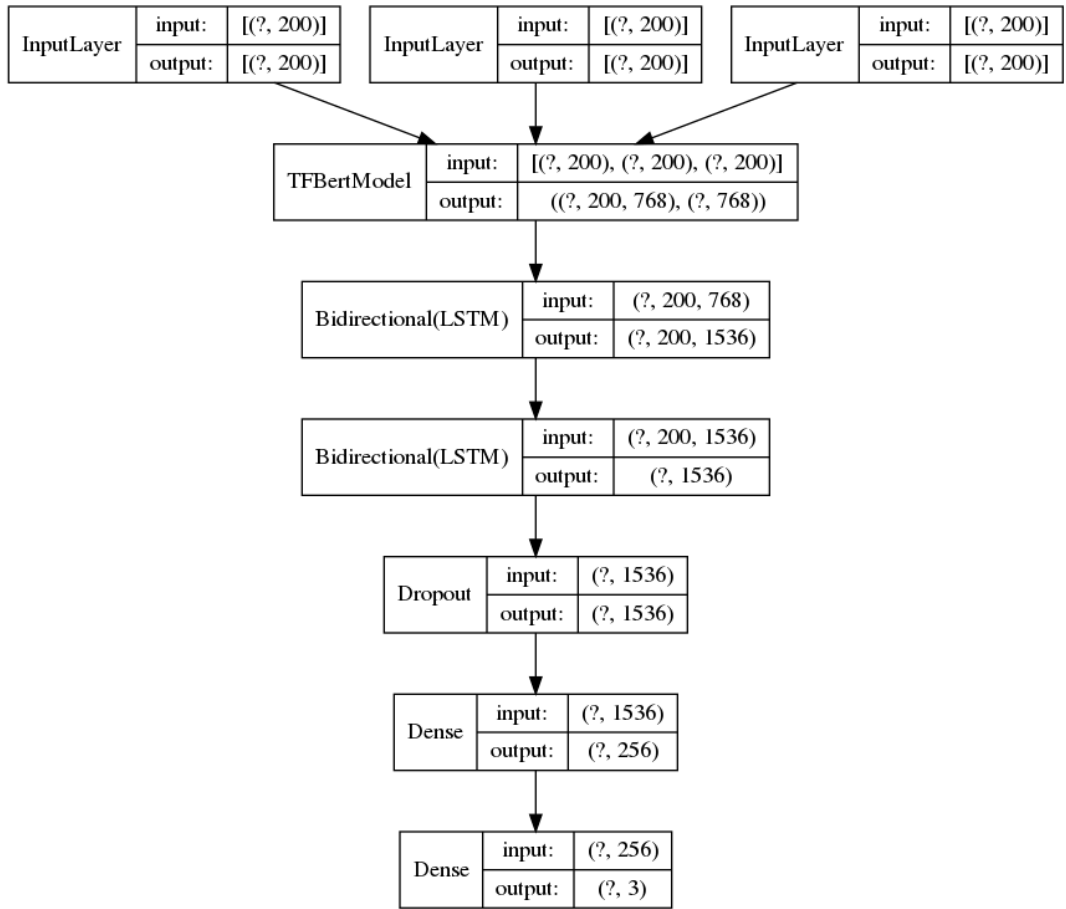 InputLayer input: [(?, 200)] output: [(?, 200)]
InputLayer input: [(?, 200)] output: [(?, 200)]
InputLayer input: [(?, 200)] output: [(?, 200)]
TFBertModel input: [(?, 200), (?, 200), (?, 200)] output: ((?, 200, 768), (?, 768))
Bidirectional(LSTM) input: (?, 200, 768) output: (?, 200, 1536)
Bidirectional(LSTM) input: (?, 200, 1536) output: (?, 1536)
Dropout input: (?, 1536) output: (?, 1536)
Dense input: (?, 1536) output: (?, 256)
Dense input: (?, 256) output: (?, 3)